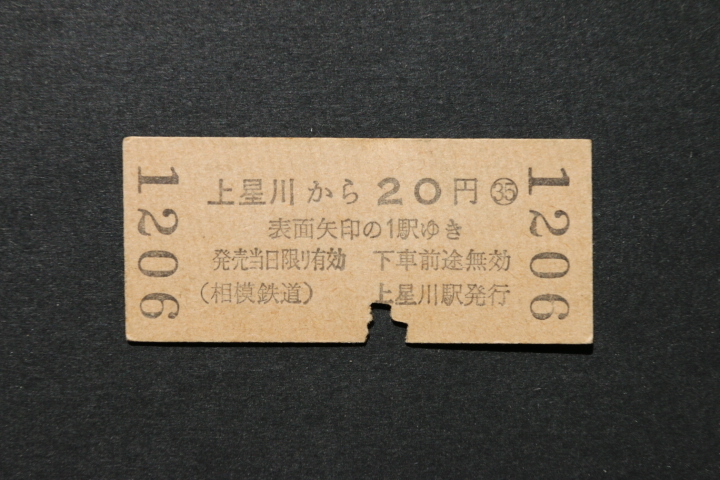 1206
上星川から20円 ㉟
表面矢印の1駅ゆき
発売当日限り有効 下車前途無効
(相模鉄道) 上星川駅発行
1206